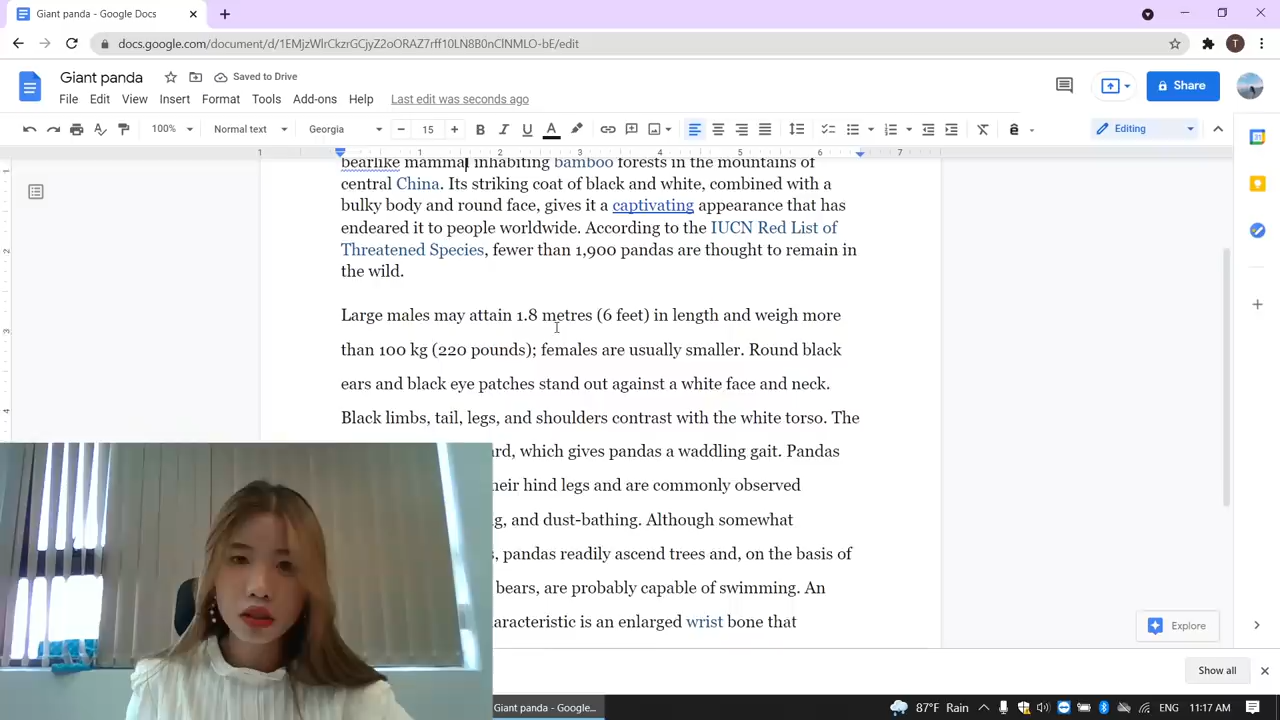 Giant panda - Google Docs
docs.google.com/document/d/1EMjzWlrCkzrGCjyZ2oORAZ7rff10LN8B0nClNMLO-bE/edit
T
Giant panda
Saved to Drive
File Edit View Insert Format Tools Add-ons Help Last edit was seconds ago
Share
100% Normal text Georgia 15 B I U A Editing
1 1 2 3 4 5 6 7
bearlike mammal inhabiting bamboo forests in the mountains of
central China. Its striking coat of black and white, combined with a
bulky body and round face, gives it a captivating appearance that has
endeared it to people worldwide. According to the IUCN Red List of
Threatened Species, fewer than 1,900 pandas are thought to remain in
the wild.
Large males may attain 1.8 metres (6 feet) in length and weigh more
than 100 kg (220 pounds); females are usually smaller. Round black
ears and black eye patches stand out against a white face and neck.
Black limbs, tail, legs, and shoulders contrast with the white torso. The
rd, which gives pandas a waddling gait. Pandas
heir hind legs and are commonly observed
g, and dust-bathing. Although somewhat
s, pandas readily ascend trees and, on the basis of
bears, are probably capable of swimming. An
aracteristic is an enlarged wrist bone that
Explore
Show all
Giant panda - Google...
87°F Rain
ENG
11:17 AM